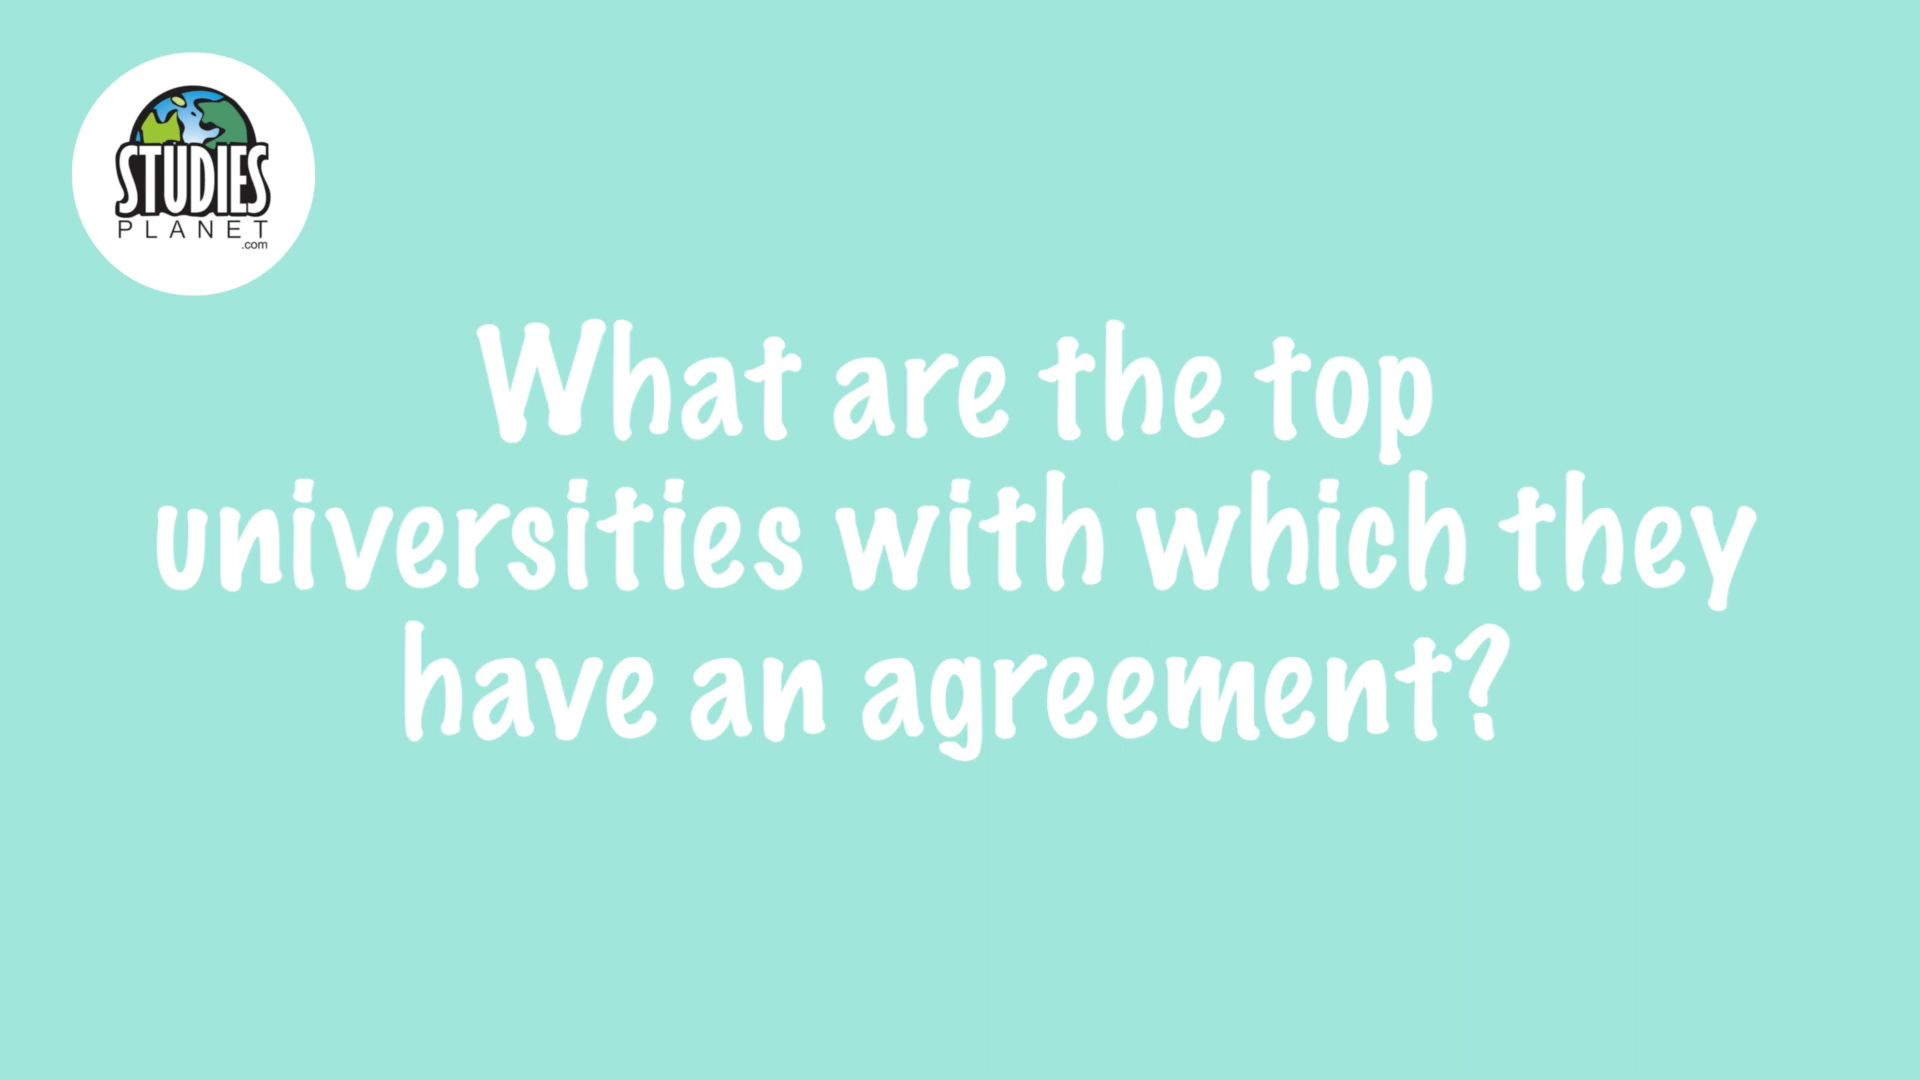 STUDIES
PLANET
.com
What are the top
universities with which they
have an agreement?